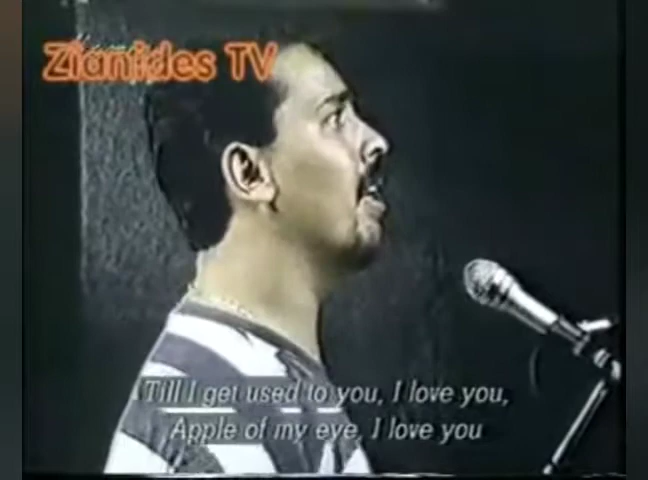 Zianides TV
Till I get used to you, I love you,
Apple of my eye, I love you